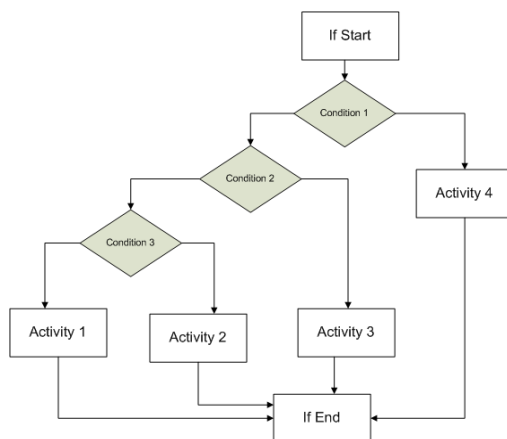 If Start
Condition 1
Condition 2
Activity 4
Condition 3
Activity 1
Activity 2
Activity 3
If End